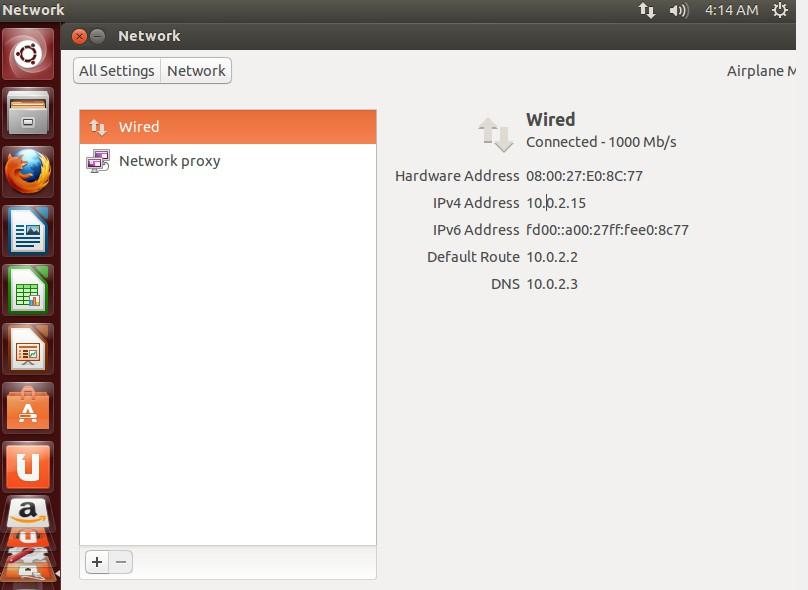 Network
4:14 AM
Network
All Settings Network
Airplane M
Wired
Network proxy
Wired
Connected - 1000 Mb/s
Hardware Address 08:00:27:E0:8C:77
IPv4 Address 10.0.2.15
IPv6 Address fd00::a00:27ff:fee0:8c77
Default Route 10.0.2.2
DNS 10.0.2.3